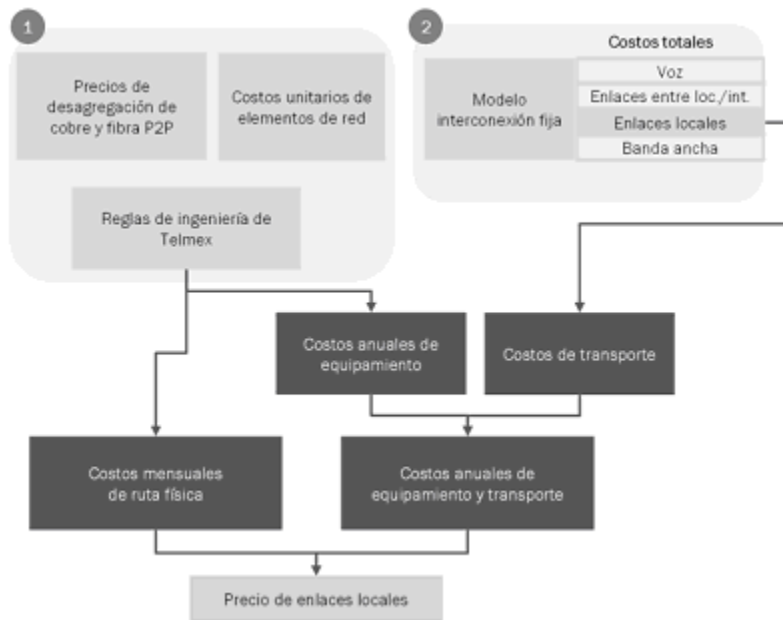 1
Precios de
desagregación de
cobre y fibra P2P
Costos unitarios de
elementos de red
Reglas de ingeniería de
Telmex
2
Costos totales
Modelo
interconexión fija
Voz
Enlaces entre loc./int.
Enlaces locales
Banda ancha
Costos anuales de
equipamiento
Costos de transporte
Costos mensuales
de ruta física
Costos anuales de
equipamiento y transporte
Precio de enlaces locales